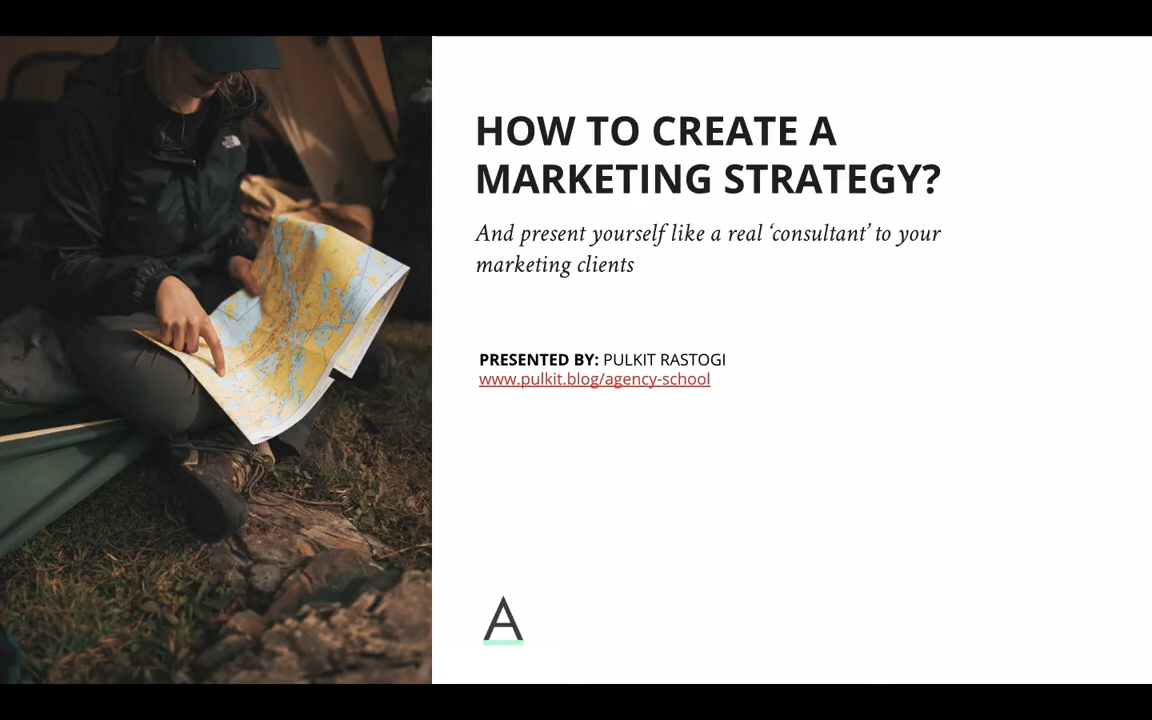 HOW TO CREATE A
MARKETING STRATEGY?
And present yourself like a real ‘consultant’ to your
marketing clients
PRESENTED BY: PULKIT RASTOGI
www.pulkit.blog/agency-school
A